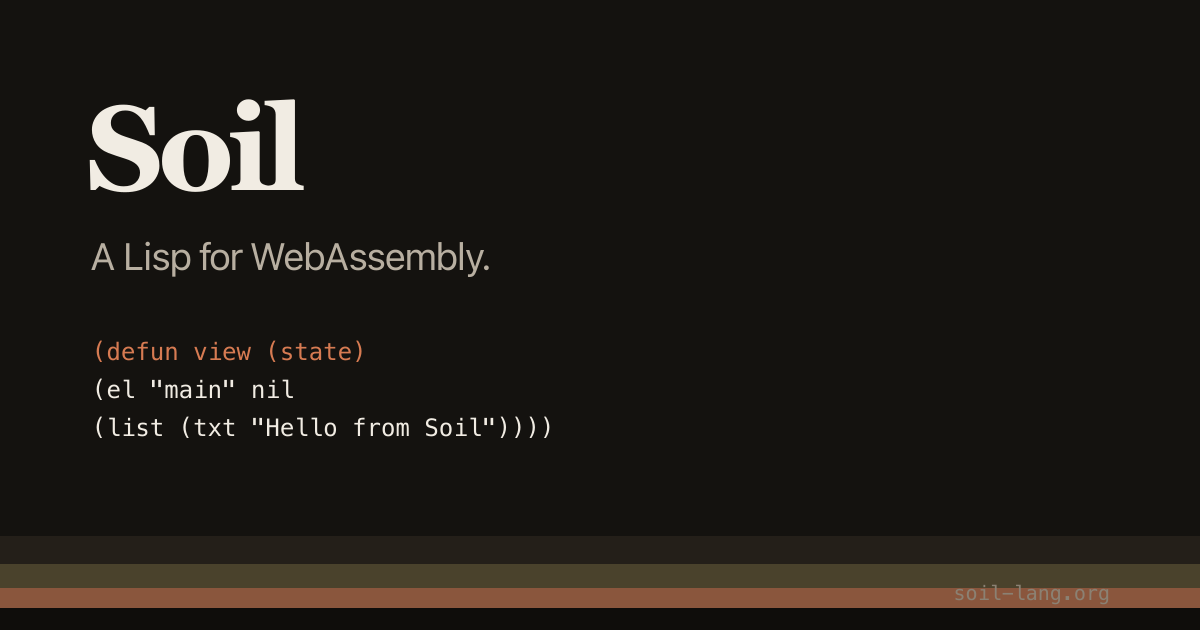 Soil
A Lisp for WebAssembly.
(defun view (state)
(el "main" nil
(list (txt "Hello from Soil"))))
soil-lang.org